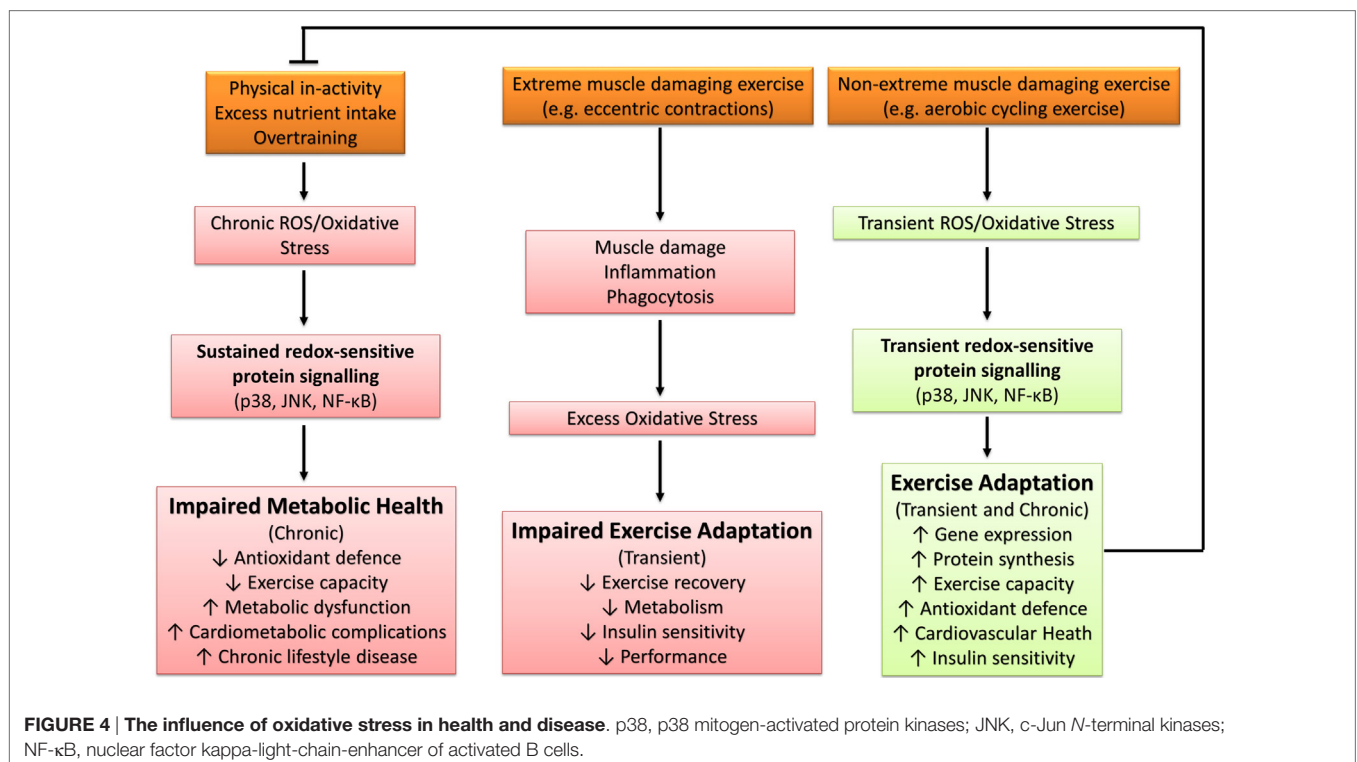 Physical in-activity
Excess nutrient intake
Overtraining
Chronic ROS/Oxidative
Stress
Sustained redox-sensitive
protein signalling
(p38, JNK, NF-κB)
Impaired Metabolic Health
(Chronic)
↓ Antioxidant defence
↓ Exercise capacity
↑ Metabolic dysfunction
↑ Cardiometabolic complications
↑ Chronic lifestyle disease
Extreme muscle damaging exercise
(e.g. eccentric contractions)
Muscle damage
Inflammation
Phagocytosis
Excess Oxidative Stress
Impaired Exercise Adaptation
(Transient)
↓ Exercise recovery
↓ Metabolism
↓ Insulin sensitivity
↓ Performance
Non-extreme muscle damaging exercise
(e.g. aerobic cycling exercise)
Transient ROS/Oxidative Stress
Transient redox-sensitive
protein signalling
(p38, JNK, NF-κB)
Exercise Adaptation
(Transient and Chronic)
↑ Gene expression
↑ Protein synthesis
↑ Exercise capacity
↑ Antioxidant defence
↑ Cardiovascular Heath
↑ Insulin sensitivity
FIGURE 4 | The influence of oxidative stress in health and disease. p38, p38 mitogen-activated protein kinases; JNK, c-Jun N-terminal kinases;
NF-κB, nuclear factor kappa-light-chain-enhancer of activated B cells.